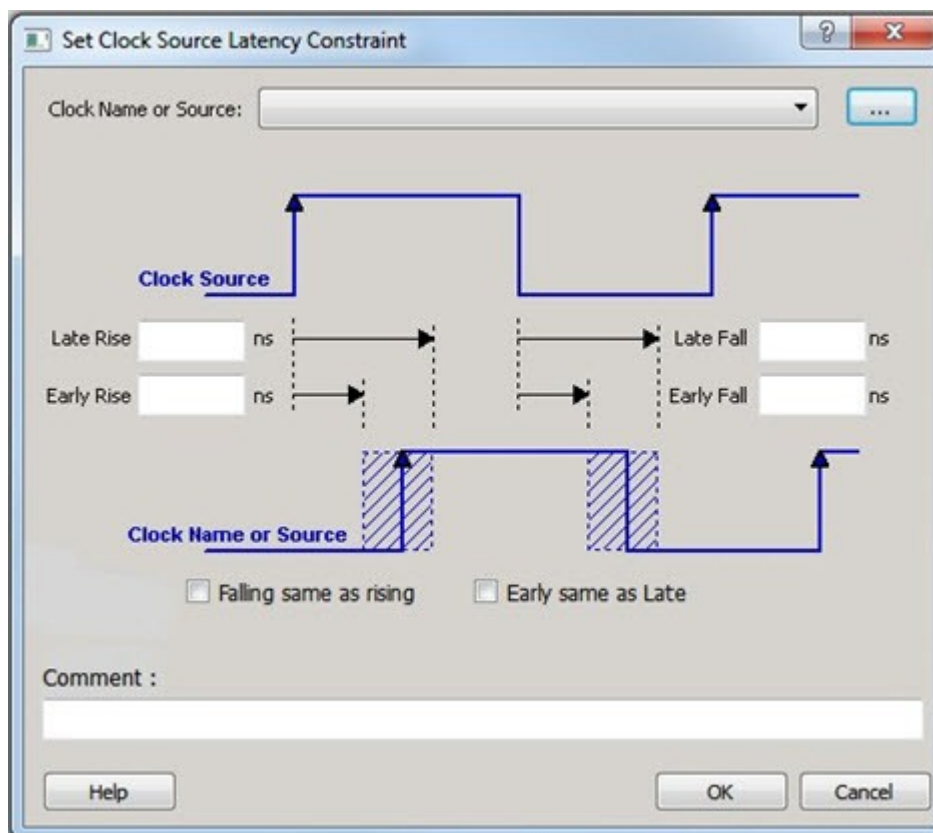 Set Clock Source Latency Constraint
?
Clock Name or Source:
...
Clock Source
Late Rise ns Late Fall ns
Early Rise ns Early Fall ns
Clock Name or Source
Falling same as rising Early same as Late
Comment :
Help OK Cancel